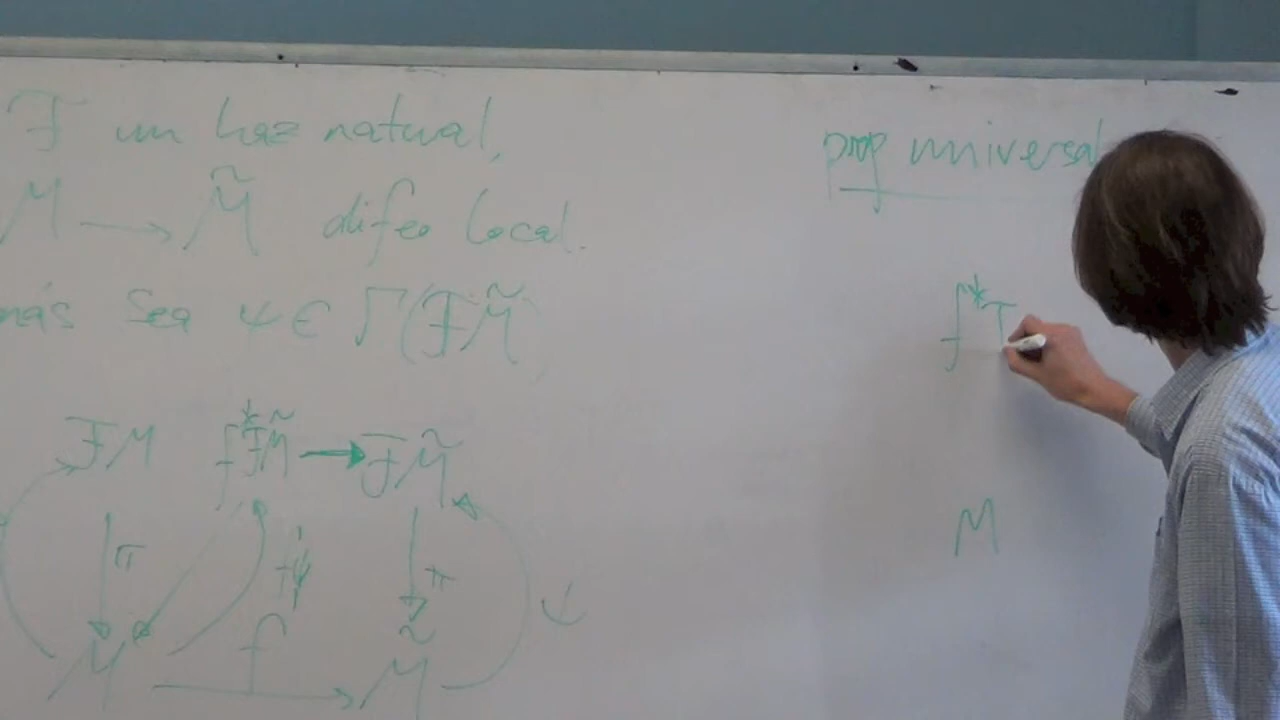 F un haz natural,
M → M̃ difeo local.
más sea ψ ∈ Γ(FM̃)
FM f*FM̃ → FM̃
π f*ψ π ψ
M f M̃
prop universal
f*T
M